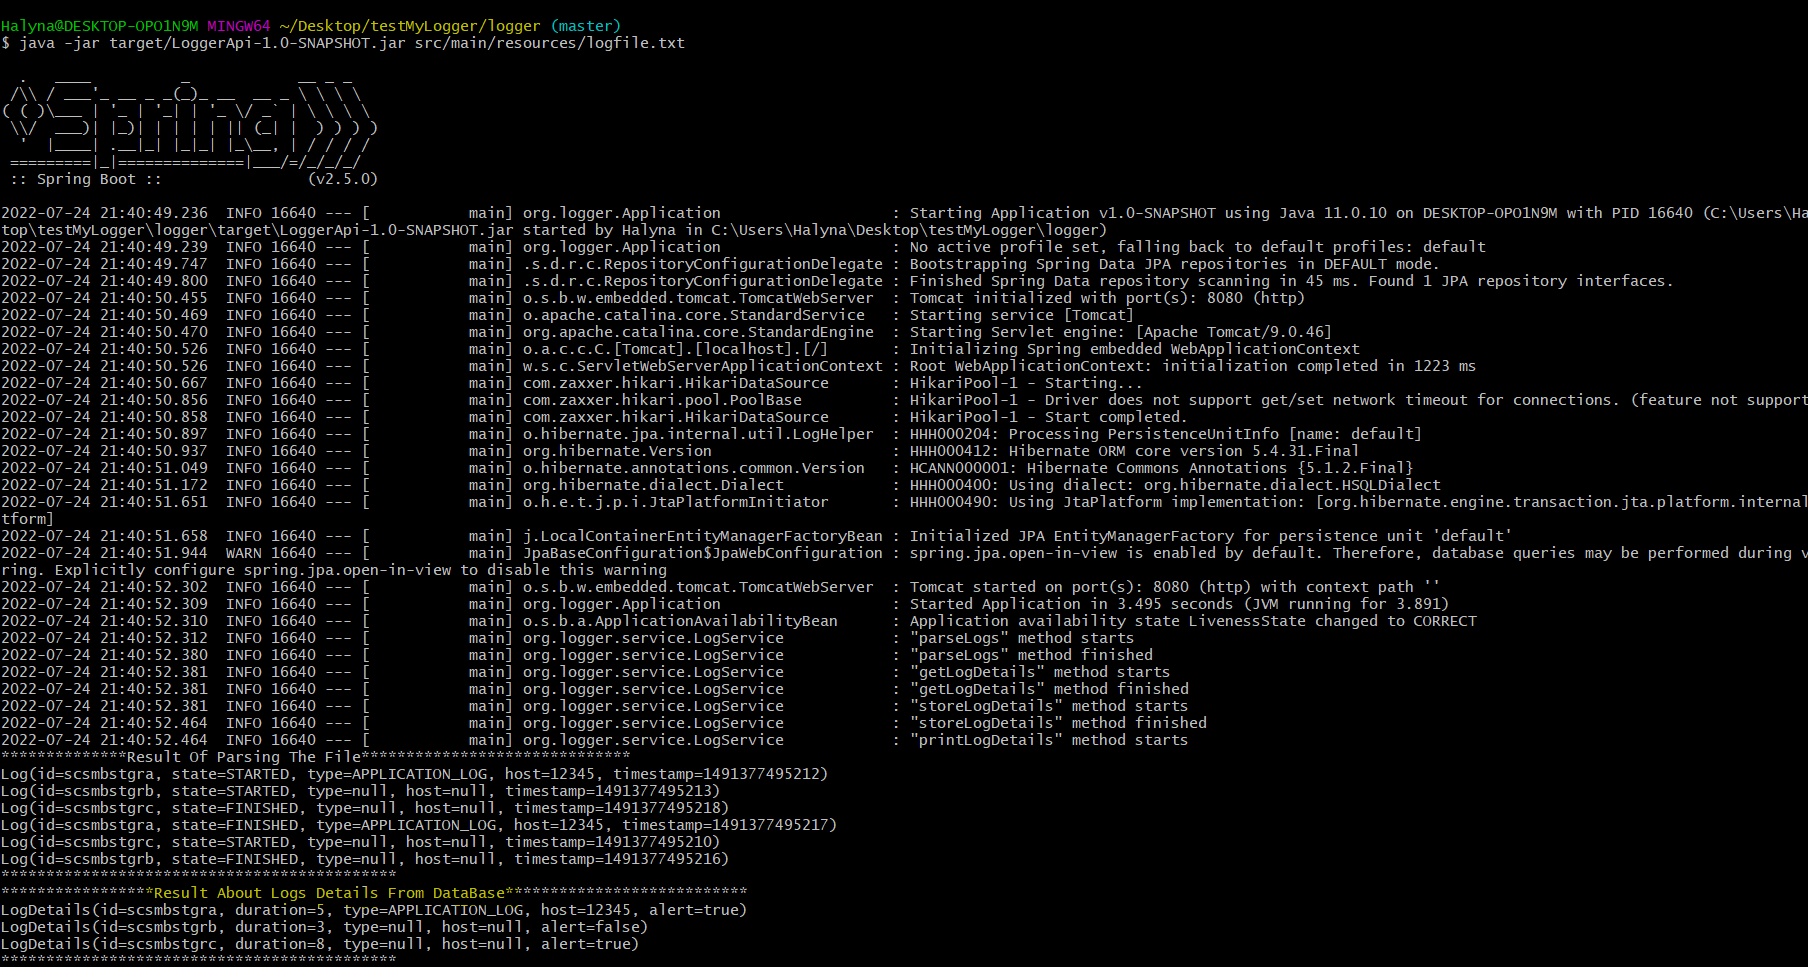 Halyna@DESKTOP-OPO1N9M MINGW64 ~/Desktop/testMyLogger/logger (master)
$ java -jar target/LoggerApi-1.0-SNAPSHOT.jar src/main/resources/logfile.txt
  .   ____          _            __ _ _
 /\\ / ___'_ __ _ _(_)_ __  __ _ \ \ \ \
( ( )\___ | '_ | '_| | '_ \/ _` | \ \ \ \
 \\/  ___)| |_)| | | | | || (_| |  ) ) ) )
  '  |____| .__|_| |_|_| |_\__, | / / / /
 =========|_|==============|___/=/_/_/_/
 :: Spring Boot ::                (v2.5.0)
2022-07-24 21:40:49.236  INFO 16640 --- [           main] org.logger.Application                   : Starting Application v1.0-SNAPSHOT using Java 11.0.10 on DESKTOP-OPO1N9M with PID 16640 (C:\Users\Ha
top\testMyLogger\logger\target\LoggerApi-1.0-SNAPSHOT.jar started by Halyna in C:\Users\Halyna\Desktop\testMyLogger\logger)
2022-07-24 21:40:49.239  INFO 16640 --- [           main] org.logger.Application                   : No active profile set, falling back to default profiles: default
2022-07-24 21:40:49.747  INFO 16640 --- [           main] .s.d.r.c.RepositoryConfigurationDelegate : Bootstrapping Spring Data JPA repositories in DEFAULT mode.
2022-07-24 21:40:49.800  INFO 16640 --- [           main] .s.d.r.c.RepositoryConfigurationDelegate : Finished Spring Data repository scanning in 45 ms. Found 1 JPA repository interfaces.
2022-07-24 21:40:50.455  INFO 16640 --- [           main] o.s.b.w.embedded.tomcat.TomcatWebServer  : Tomcat initialized with port(s): 8080 (http)
2022-07-24 21:40:50.469  INFO 16640 --- [           main] o.apache.catalina.core.StandardService   : Starting service [Tomcat]
2022-07-24 21:40:50.470  INFO 16640 --- [           main] org.apache.catalina.core.StandardEngine  : Starting Servlet engine: [Apache Tomcat/9.0.46]
2022-07-24 21:40:50.526  INFO 16640 --- [           main] o.a.c.c.C.[Tomcat].[localhost].[/]       : Initializing Spring embedded WebApplicationContext
2022-07-24 21:40:50.526  INFO 16640 --- [           main] w.s.c.ServletWebServerApplicationContext : Root WebApplicationContext: initialization completed in 1223 ms
2022-07-24 21:40:50.667  INFO 16640 --- [           main] com.zaxxer.hikari.HikariDataSource       : HikariPool-1 - Starting...
2022-07-24 21:40:50.856  INFO 16640 --- [           main] com.zaxxer.hikari.pool.PoolBase          : HikariPool-1 - Driver does not support get/set network timeout for connections. (feature not support
2022-07-24 21:40:50.858  INFO 16640 --- [           main] com.zaxxer.hikari.HikariDataSource       : HikariPool-1 - Start completed.
2022-07-24 21:40:50.897  INFO 16640 --- [           main] o.hibernate.jpa.internal.util.LogHelper  : HHH000204: Processing PersistenceUnitInfo [name: default]
2022-07-24 21:40:50.937  INFO 16640 --- [           main] org.hibernate.Version                    : HHH000412: Hibernate ORM core version 5.4.31.Final
2022-07-24 21:40:51.049  INFO 16640 --- [           main] o.hibernate.annotations.common.Version   : HCANN000001: Hibernate Commons Annotations {5.1.2.Final}
2022-07-24 21:40:51.172  INFO 16640 --- [           main] org.hibernate.dialect.Dialect            : HHH000400: Using dialect: org.hibernate.dialect.HSQLDialect
2022-07-24 21:40:51.651  INFO 16640 --- [           main] o.h.e.t.j.p.i.JtaPlatformInitiator       : HHH000490: Using JtaPlatform implementation: [org.hibernate.engine.transaction.jta.platform.internal
tform]
2022-07-24 21:40:51.658  INFO 16640 --- [           main] j.LocalContainerEntityManagerFactoryBean : Initialized JPA EntityManagerFactory for persistence unit 'default'
2022-07-24 21:40:51.944  WARN 16640 --- [           main] JpaBaseConfiguration$JpaWebConfiguration : spring.jpa.open-in-view is enabled by default. Therefore, database queries may be performed during v
ring. Explicitly configure spring.jpa.open-in-view to disable this warning
2022-07-24 21:40:52.302  INFO 16640 --- [           main] o.s.b.w.embedded.tomcat.TomcatWebServer  : Tomcat started on port(s): 8080 (http) with context path ''
2022-07-24 21:40:52.309  INFO 16640 --- [           main] org.logger.Application                   : Started Application in 3.495 seconds (JVM running for 3.891)
2022-07-24 21:40:52.310  INFO 16640 --- [           main] o.s.b.a.ApplicationAvailabilityBean      : Application availability state LivenessState changed to CORRECT
2022-07-24 21:40:52.312  INFO 16640 --- [           main] org.logger.service.LogService            : "parseLogs" method starts
2022-07-24 21:40:52.380  INFO 16640 --- [           main] org.logger.service.LogService            : "parseLogs" method finished
2022-07-24 21:40:52.381  INFO 16640 --- [           main] org.logger.service.LogService            : "getLogDetails" method starts
2022-07-24 21:40:52.381  INFO 16640 --- [           main] org.logger.service.LogService            : "getLogDetails" method finished
2022-07-24 21:40:52.381  INFO 16640 --- [           main] org.logger.service.LogService            : "storeLogDetails" method starts
2022-07-24 21:40:52.464  INFO 16640 --- [           main] org.logger.service.LogService            : "storeLogDetails" method finished
2022-07-24 21:40:52.464  INFO 16640 --- [           main] org.logger.service.LogService            : "printLogDetails" method starts
**************Result Of Parsing The File******************************
Log(id=scsmbstgra, state=STARTED, type=APPLICATION_LOG, host=12345, timestamp=1491377495212)
Log(id=scsmbstgrb, state=STARTED, type=null, host=null, timestamp=1491377495213)
Log(id=scsmbstgrc, state=FINISHED, type=null, host=null, timestamp=1491377495218)
Log(id=scsmbstgra, state=FINISHED, type=APPLICATION_LOG, host=12345, timestamp=1491377495217)
Log(id=scsmbstgrc, state=STARTED, type=null, host=null, timestamp=1491377495210)
Log(id=scsmbstgrb, state=FINISHED, type=null, host=null, timestamp=1491377495216)
********************************************
*****************Result About Logs Details From DataBase***************************
LogDetails(id=scsmbstgra, duration=5, type=APPLICATION_LOG, host=12345, alert=true)
LogDetails(id=scsmbstgrb, duration=3, type=null, host=null, alert=false)
LogDetails(id=scsmbstgrc, duration=8, type=null, host=null, alert=true)
********************************************